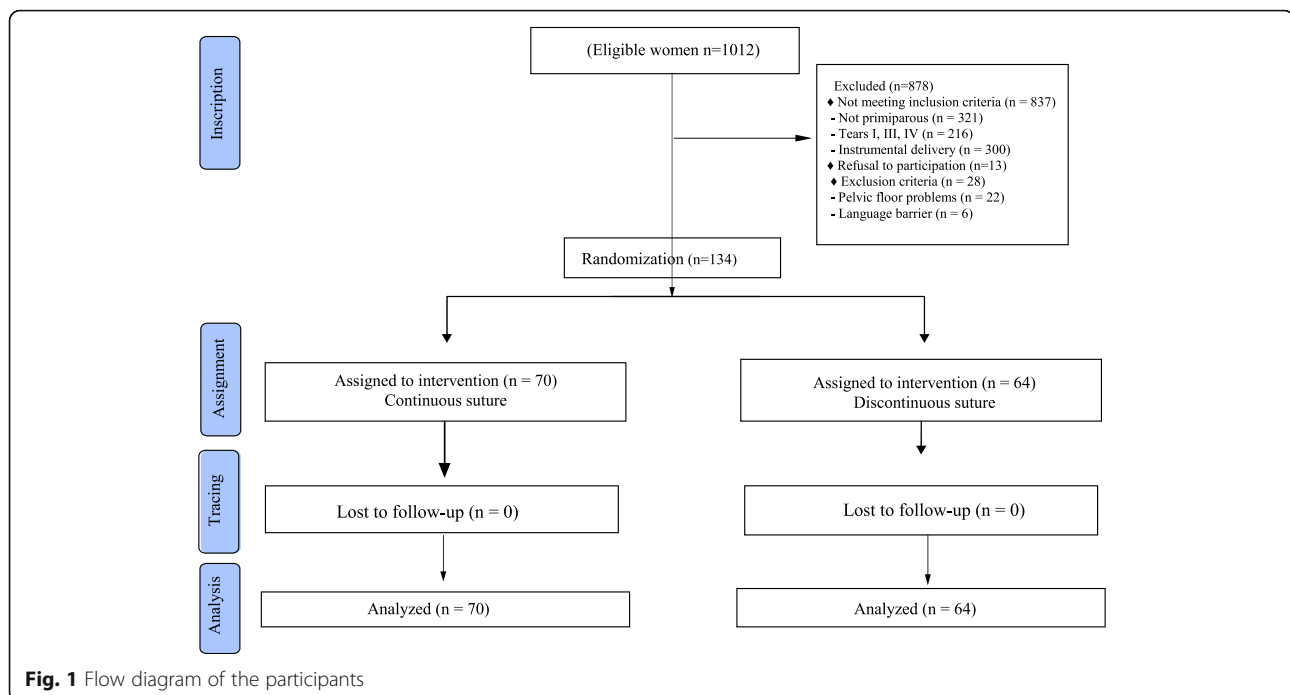 Inscription
(Eligible women n=1012)
Excluded (n=878)
♦ Not meeting inclusion criteria (n = 837)
- Not primiparous (n = 321)
- Tears I, III, IV (n = 216)
- Instrumental delivery (n = 300)
♦ Refusal to participation (n=13)
♦ Exclusion criteria (n = 28)
- Pelvic floor problems (n = 22)
- Language barrier (n = 6)
Randomization (n=134)
Assignment
Assigned to intervention (n = 70)
Continuous suture
Assigned to intervention (n = 64)
Discontinuous suture
Tracing
Lost to follow-up (n = 0)
Lost to follow-up (n = 0)
Analysis
Analyzed (n = 70)
Analyzed (n = 64)
Fig. 1 Flow diagram of the participants